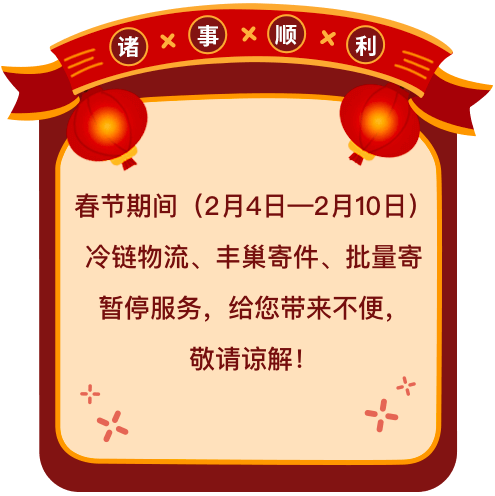 诸事顺利
春节期间（2月4日—2月10日）
冷链物流、丰巢寄件、批量寄
暂停服务，给您带来不便，
敬请谅解！